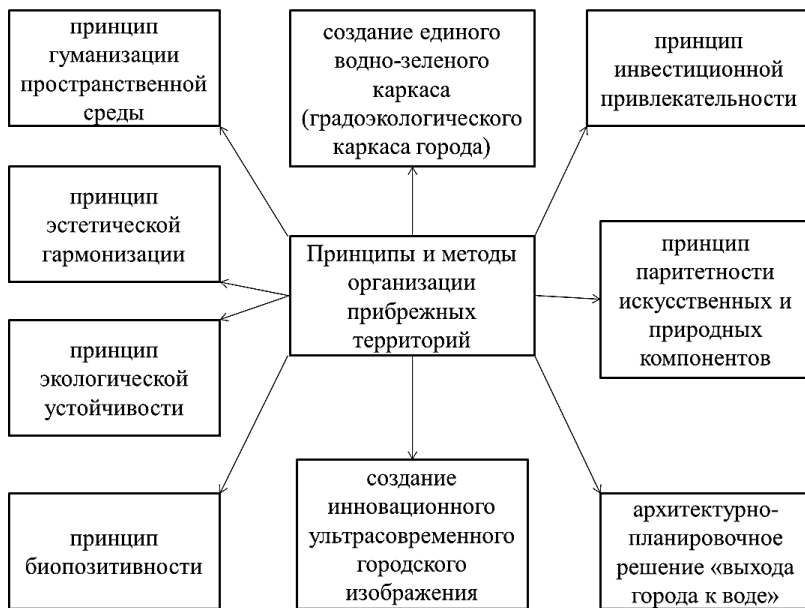 принцип
гуманизации
пространственной
среды
создание единого
водно-зеленого
каркаса
(градоэкологического
каркаса города)
принцип
инвестиционной
привлекательности
принцип
эстетической
гармонизации
Принципы и методы
организации
прибрежных
территорий
принцип
паритетности
искусственных и
природных
компонентов
принцип
экологической
устойчивости
принцип
биопозитивности
создание
инновационного
ультрасовременного
городского
изображения
архитектурно-
планировочное
решение «выхода
города к воде»